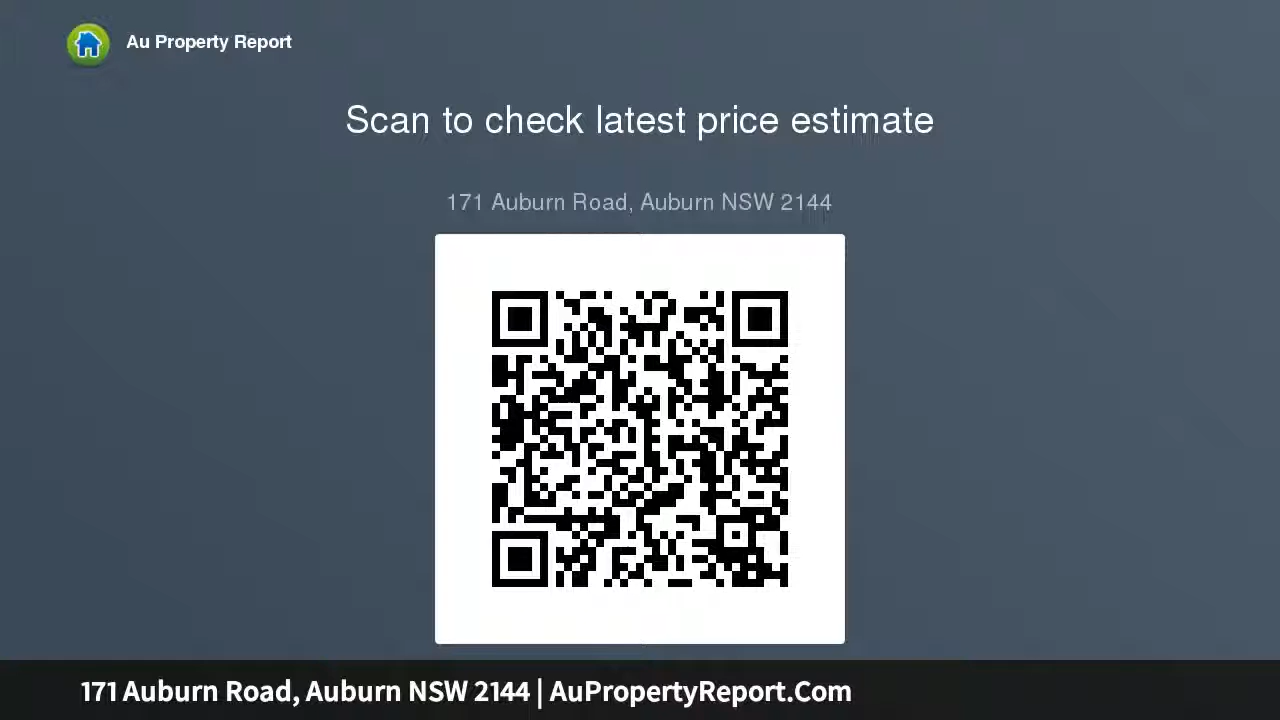 Au Property Report
Scan to check latest price estimate
171 Auburn Road, Auburn NSW 2144
171 Auburn Road, Auburn NSW 2144 | AuPropertyReport.Com